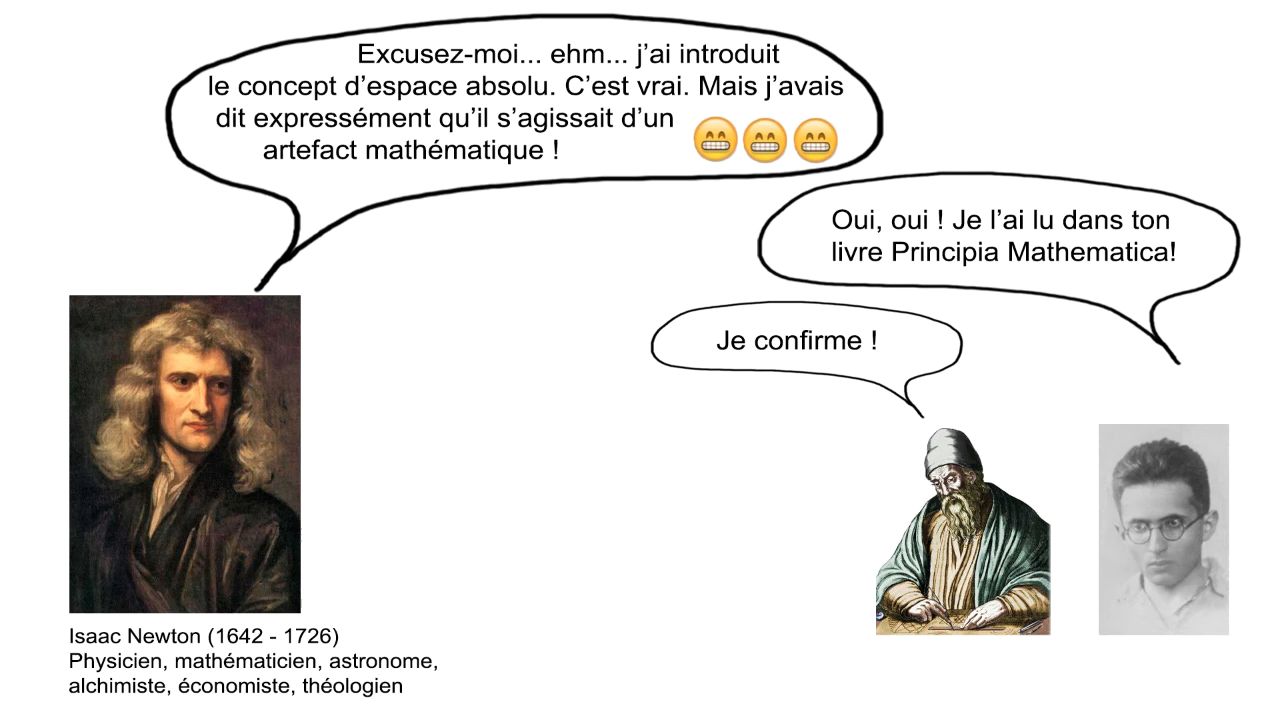 Excusez-moi... ehm... j’ai introduit
le concept d’espace absolu. C’est vrai. Mais j’avais
dit expressément qu’il s’agissait d’un
artefact mathématique !
Oui, oui ! Je l’ai lu dans ton
livre Principia Mathematica!
Je confirme !
Isaac Newton (1642 - 1726)
Physicien, mathématicien, astronome,
alchimiste, économiste, théologien